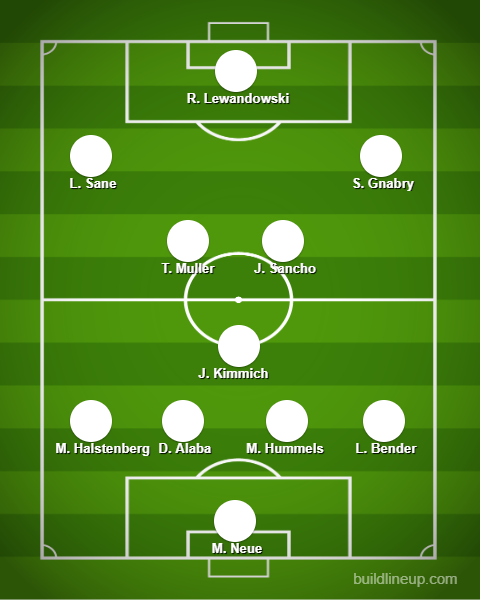 R. Lewandowski
L. Sane
S. Gnabry
T. Muller
J. Sancho
J. Kimmich
M. Halstenberg
D. Alaba
M. Hummels
L. Bender
M. Neue
buildlineup.com